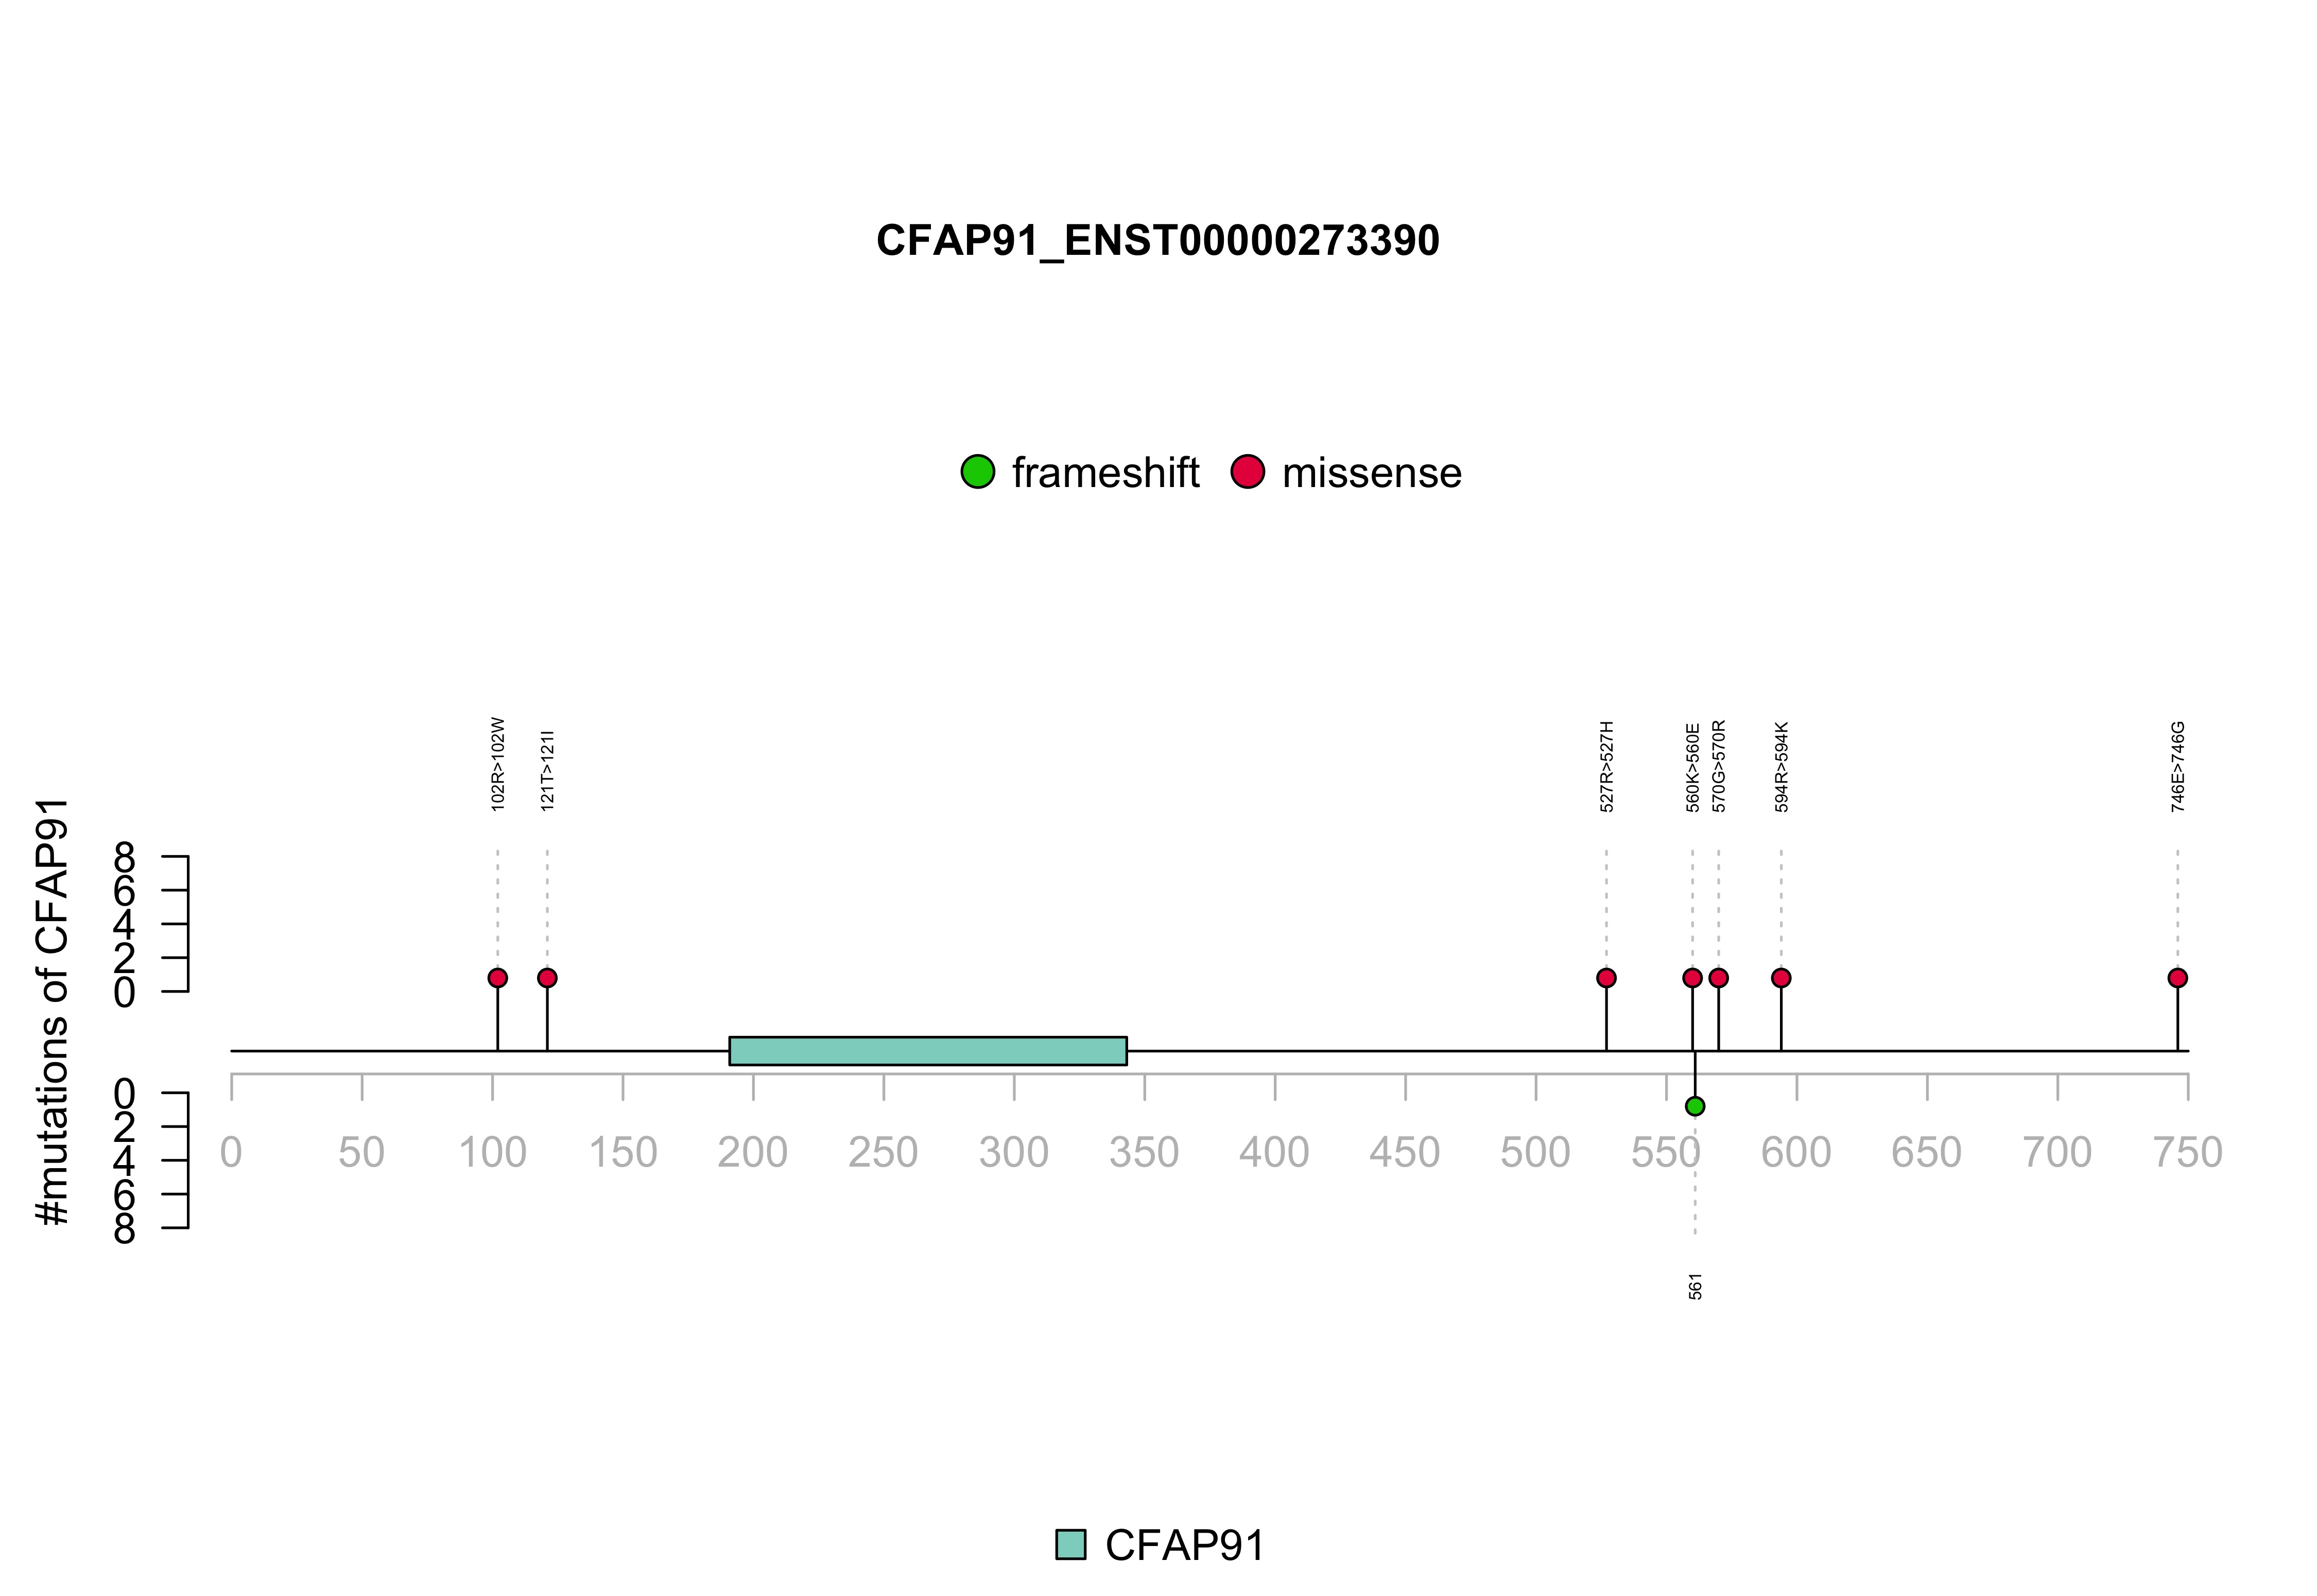 CFAP91_ENST00000273390
frameshift missense
102R>102W
121T>121I
527R>527H
560K>560E
570G>570R
594R>594K
746E>746G
#mutations of CFAP91
8
6
4
2
0
0
2
4
6
8
0 50 100 150 200 250 300 350 400 450 500 550 600 650 700 750
561
CFAP91